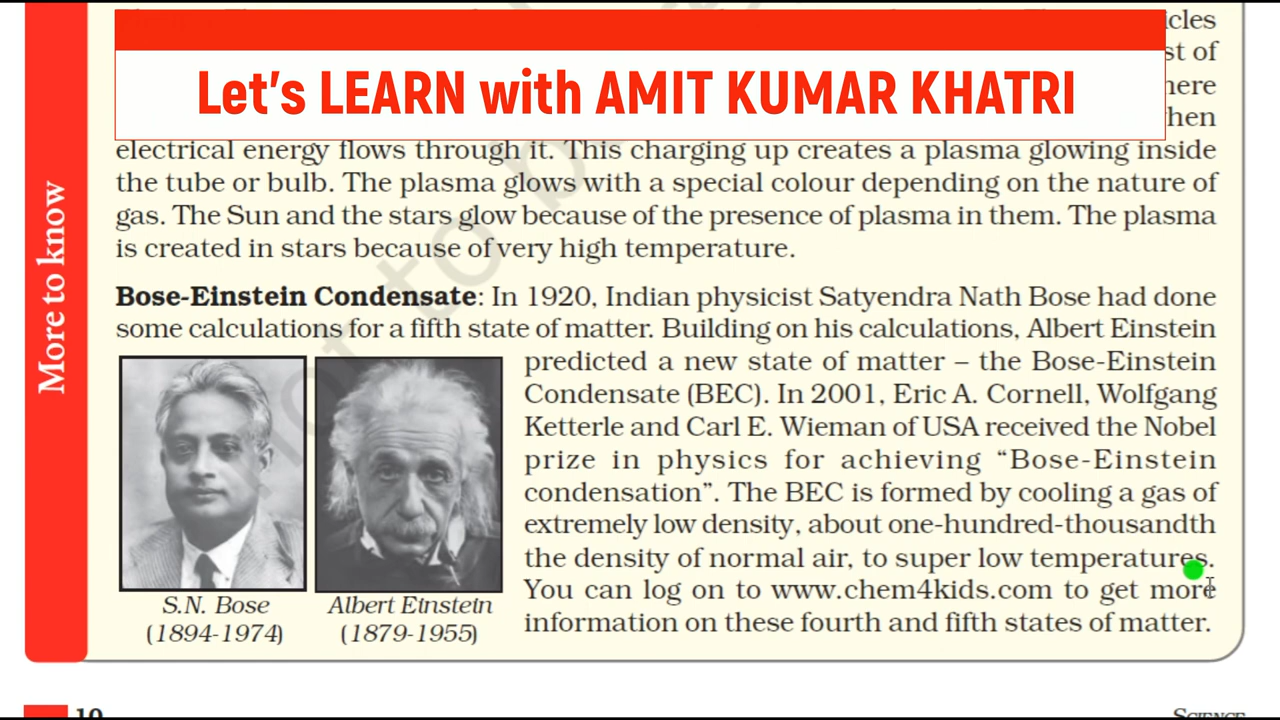 icles
Let's LEARN with AMIT KUMAR KHATRI
st of
here
hen
electrical energy flows through it. This charging up creates a plasma glowing inside
the tube or bulb. The plasma glows with a special colour depending on the nature of
gas. The Sun and the stars glow because of the presence of plasma in them. The plasma
is created in stars because of very high temperature.
More to know
Bose-Einstein Condensate: In 1920, Indian physicist Satyendra Nath Bose had done
some calculations for a fifth state of matter. Building on his calculations, Albert Einstein
predicted a new state of matter – the Bose-Einstein
Condensate (BEC). In 2001, Eric A. Cornell, Wolfgang
Ketterle and Carl E. Wieman of USA received the Nobel
prize in physics for achieving “Bose-Einstein
condensation”. The BEC is formed by cooling a gas of
extremely low density, about one-hundred-thousandth
the density of normal air, to super low temperatures.
You can log on to www.chem4kids.com to get more
information on these fourth and fifth states of matter.
S.N. Bose
(1894-1974)
Albert Einstein
(1879-1955)
10
SCIENCE